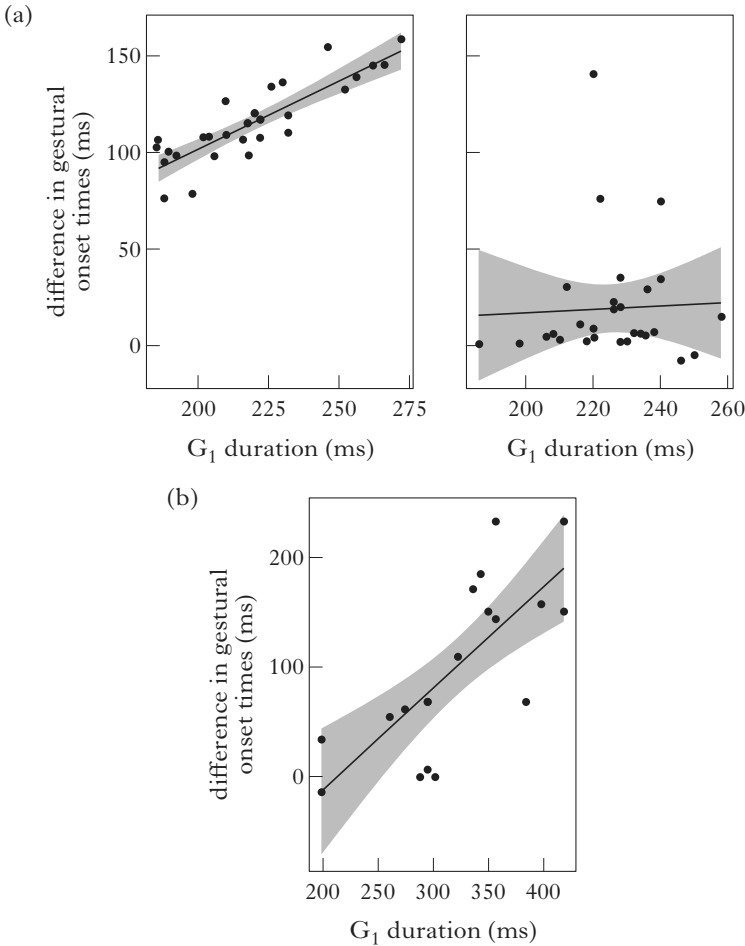 (a)
150
100
50
0
difference in gestural
onset times (ms)
200 225 250 275
200 220 240 260
G₁ duration (ms)
G₁ duration (ms)
(b)
200
100
0
difference in gestural
onset times (ms)
200 250 300 350 400
G₁ duration (ms)